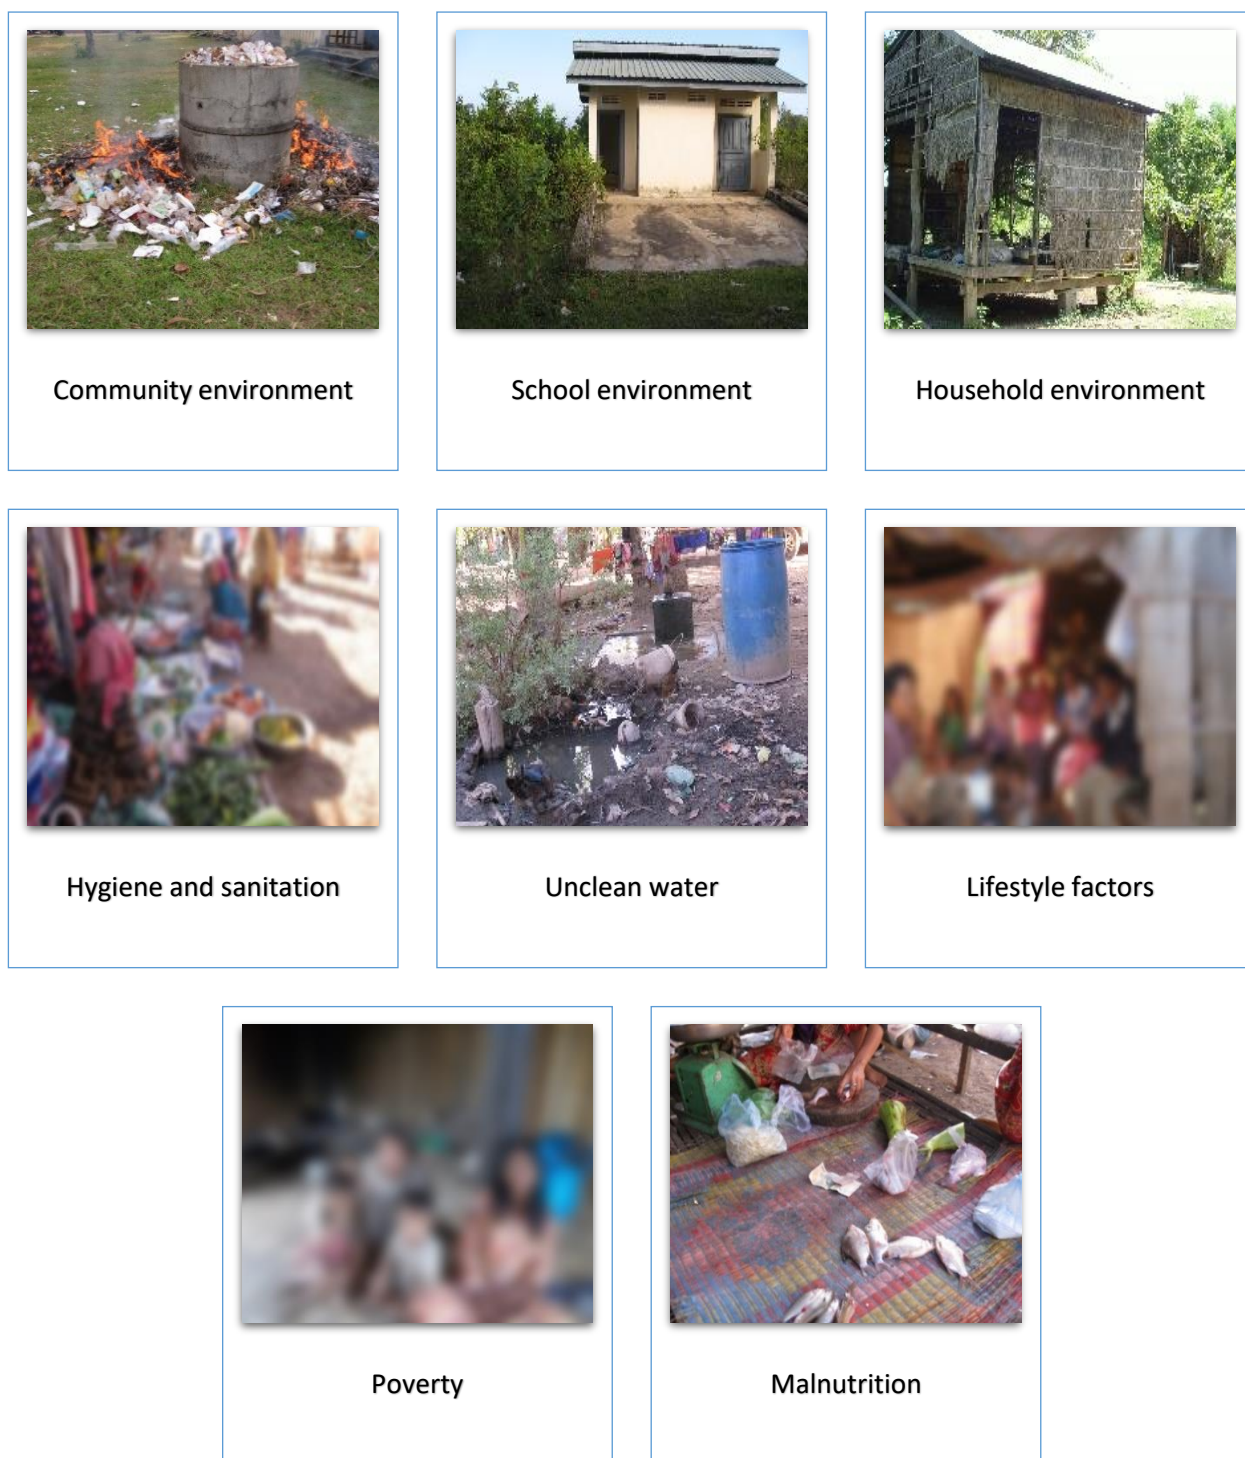 Community environment
School environment
Household environment
Hygiene and sanitation
Unclean water
Lifestyle factors
Poverty
Malnutrition